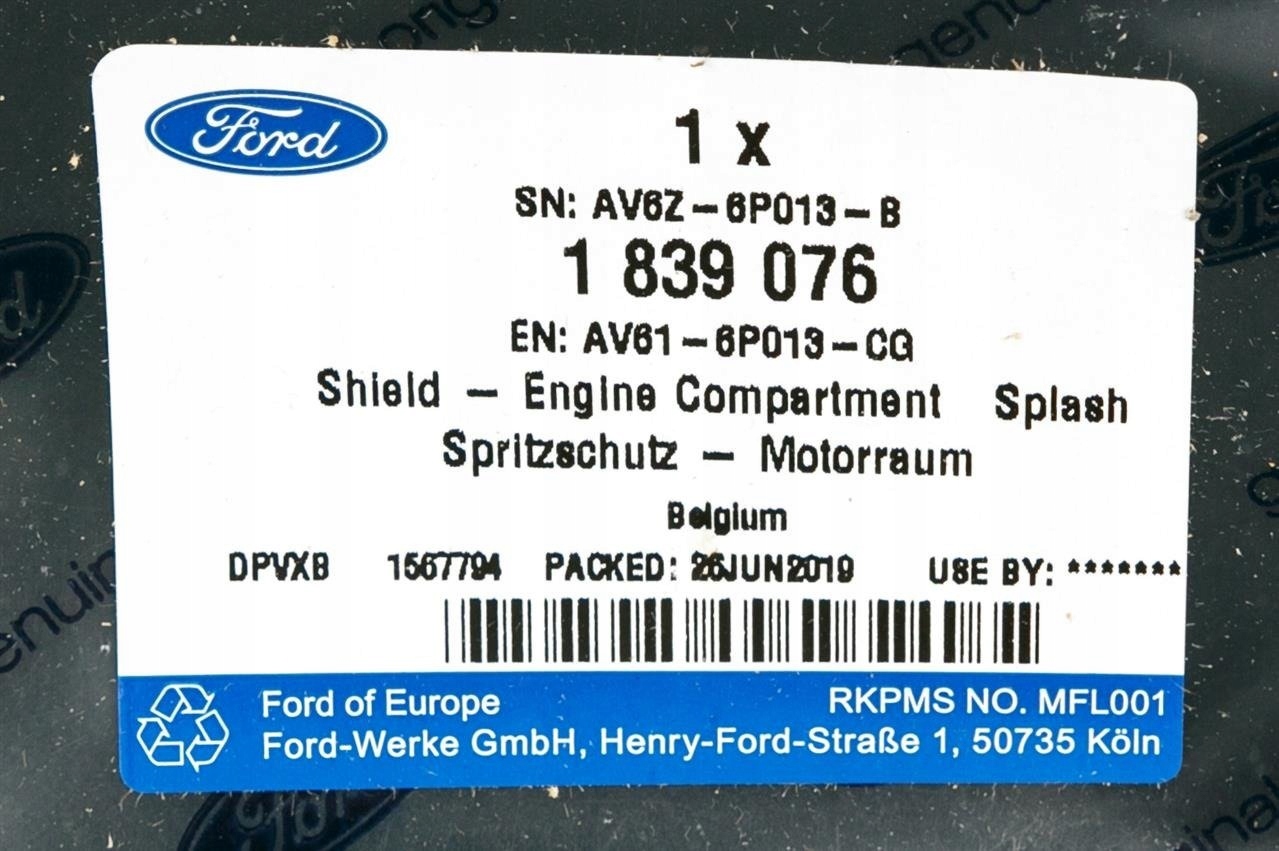 genuine
Ford
1 x
SN: AV6Z-6P013-B
1 839 076
EN: AV61-6P013-CG
Shield - Engine Compartment Splash
Spritzschutz - Motorraum
Belgium
DPVXB 1567794 PACKED: 26JUN2019 USE BY: *******
Ford of Europe RKPMS NO. MFL001
Ford-Werke GmbH, Henry-Ford-Straße 1, 50735 Köln